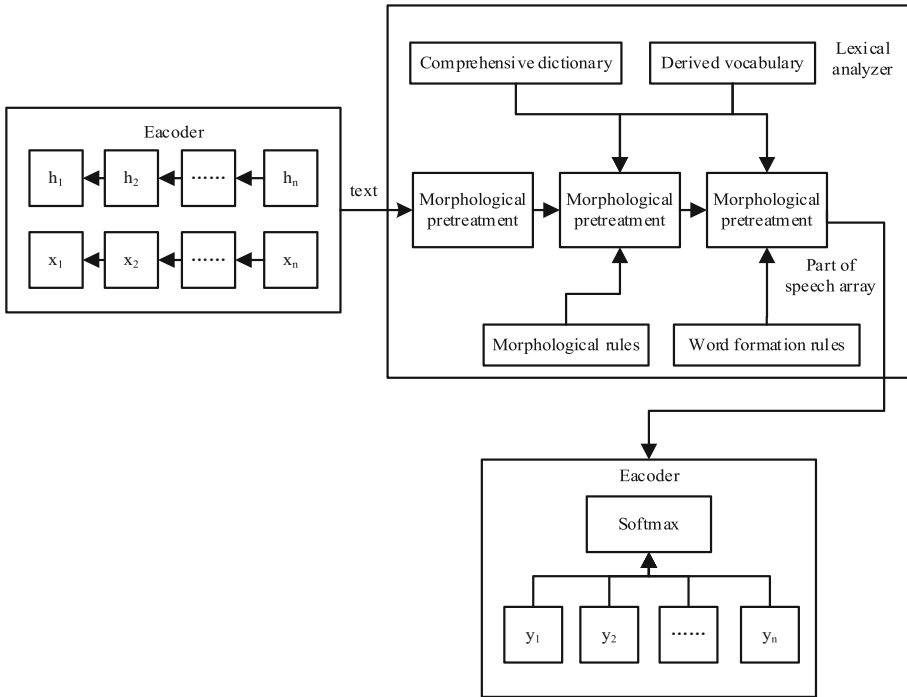 Comprehensive dictionary
Derived vocabulary
Lexical
analyzer
Eacoder
h1
h2
······
hn
text
Morphological
pretreatment
Morphological
pretreatment
Morphological
pretreatment
x1
x2
······
xn
Part of
speech array
Morphological rules
Word formation rules
Eacoder
Softmax
y1
y2
······
yn